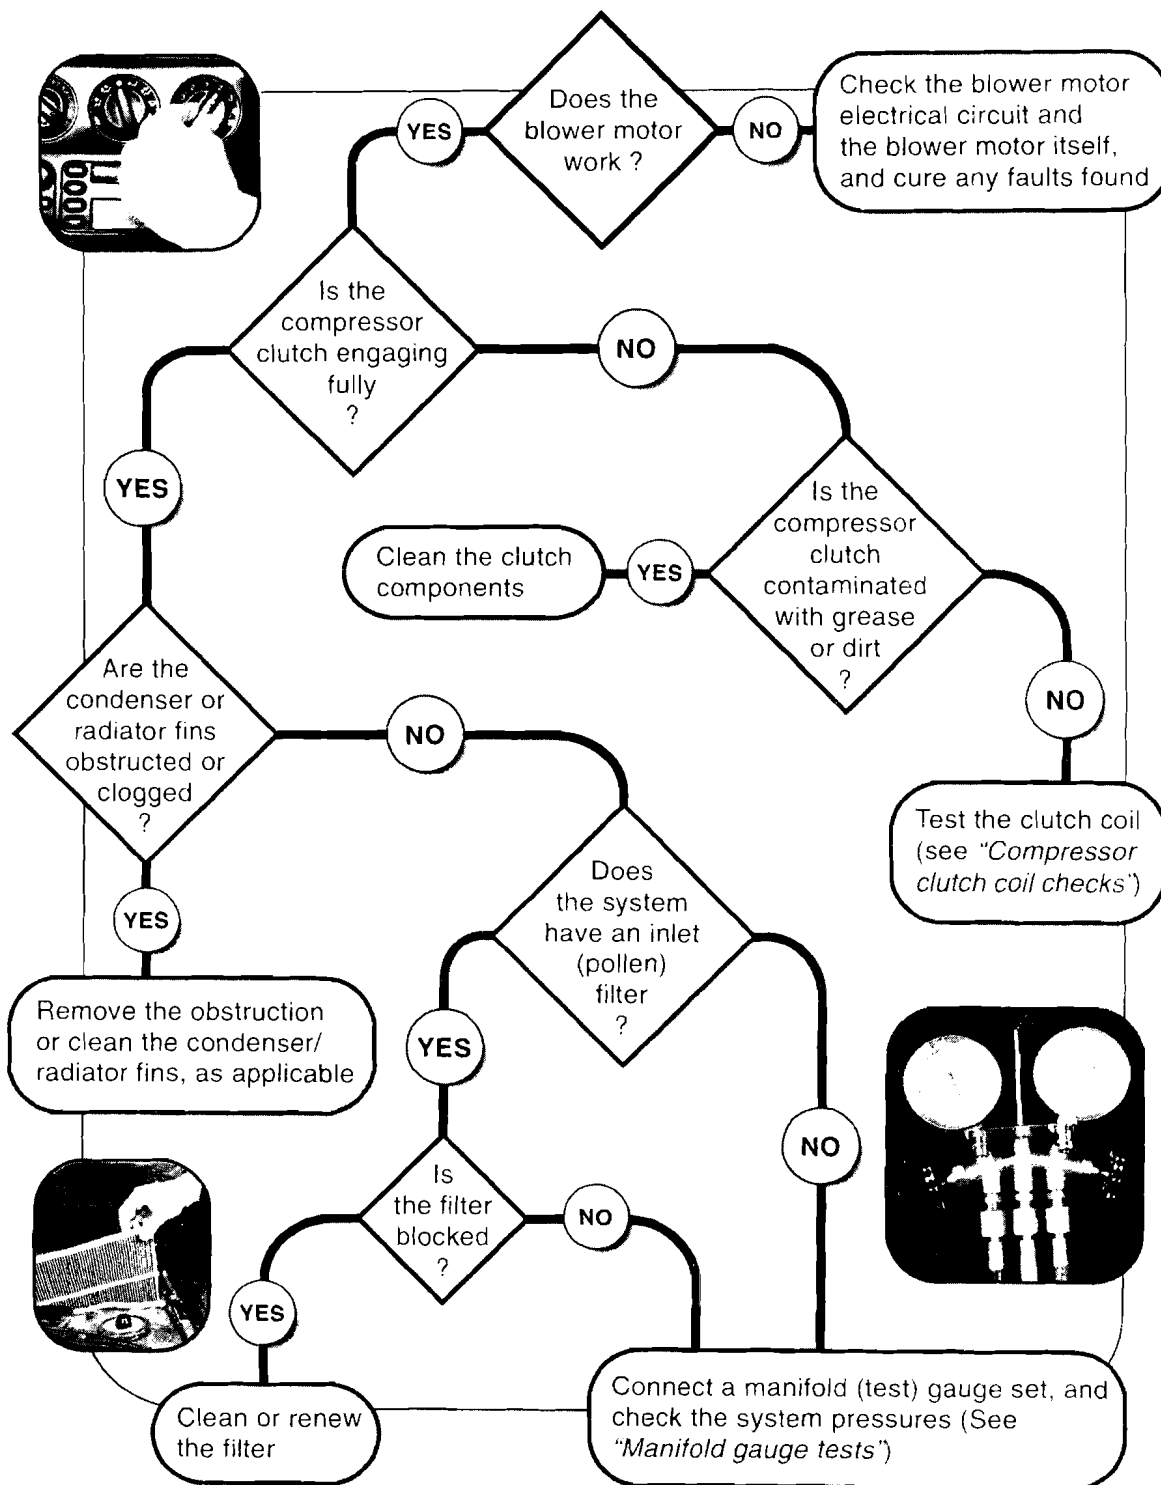 Does the
blower motor
work ?
YES
NO
Check the blower motor
electrical circuit and
the blower motor itself,
and cure any faults found
Is the
compressor
clutch engaging
fully
?
NO
YES
Is the
compressor
clutch
contaminated
with grease
or dirt
?
YES
Clean the clutch
components
NO
Test the clutch coil
(see "Compressor
clutch coil checks")
Are the
condenser or
radiator fins
obstructed or
clogged
?
NO
YES
Remove the obstruction
or clean the condenser/
radiator fins, as applicable
Does
the system
have an inlet
(pollen)
filter
?
YES
NO
Is
the filter
blocked
?
NO
YES
Clean or renew
the filter
Connect a manifold (test) gauge set, and
check the system pressures (See
"Manifold gauge tests")